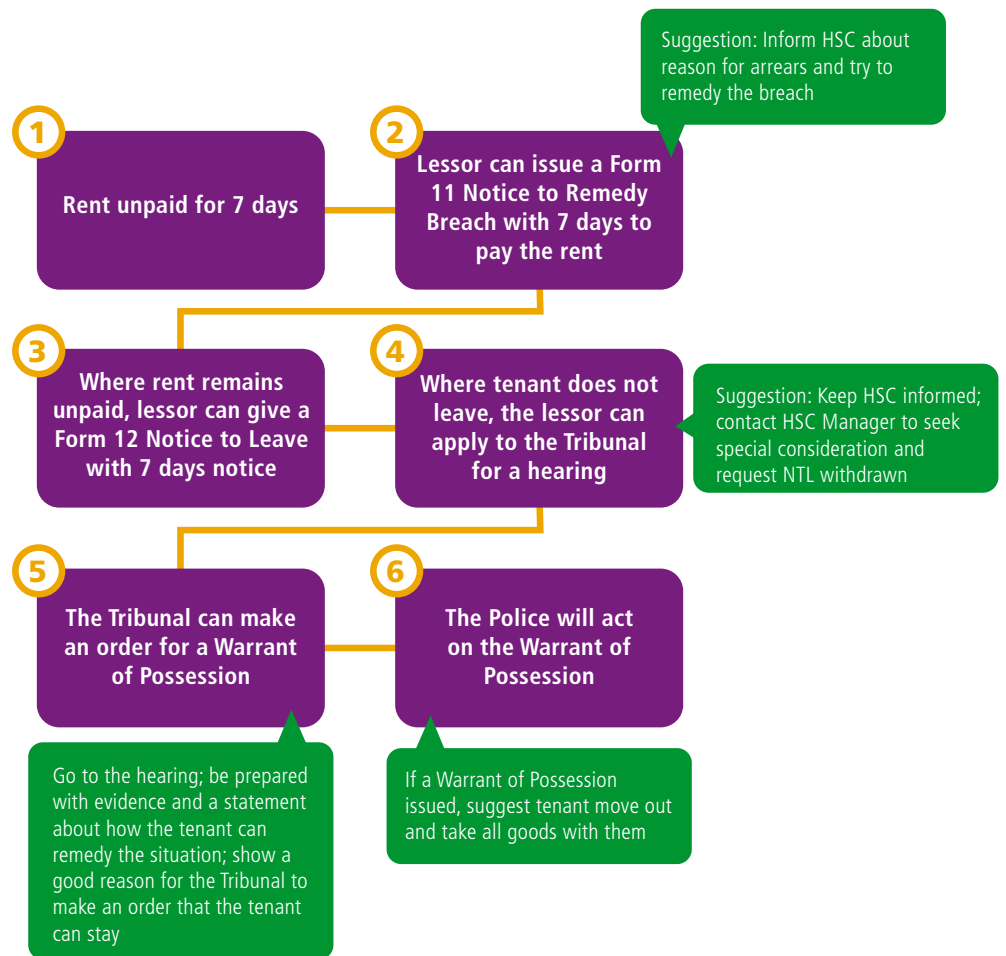 Suggestion: Inform HSC about
reason for arrears and try to
remedy the breach
1
Rent unpaid for 7 days
2
Lessor can issue a Form
11 Notice to Remedy
Breach with 7 days to
pay the rent
3
Where rent remains
unpaid, lessor can give a
Form 12 Notice to Leave
with 7 days notice
4
Where tenant does not
leave, the lessor can
apply to the Tribunal
for a hearing
Suggestion: Keep HSC informed;
contact HSC Manager to seek
special consideration and
request NTL withdrawn
5
The Tribunal can make
an order for a Warrant
of Possession
6
The Police will act
on the Warrant of
Possession
Go to the hearing; be prepared
with evidence and a statement
about how the tenant can
remedy the situation; show a
good reason for the Tribunal to
make an order that the tenant
can stay
If a Warrant of Possession
issued, suggest tenant move out
and take all goods with them